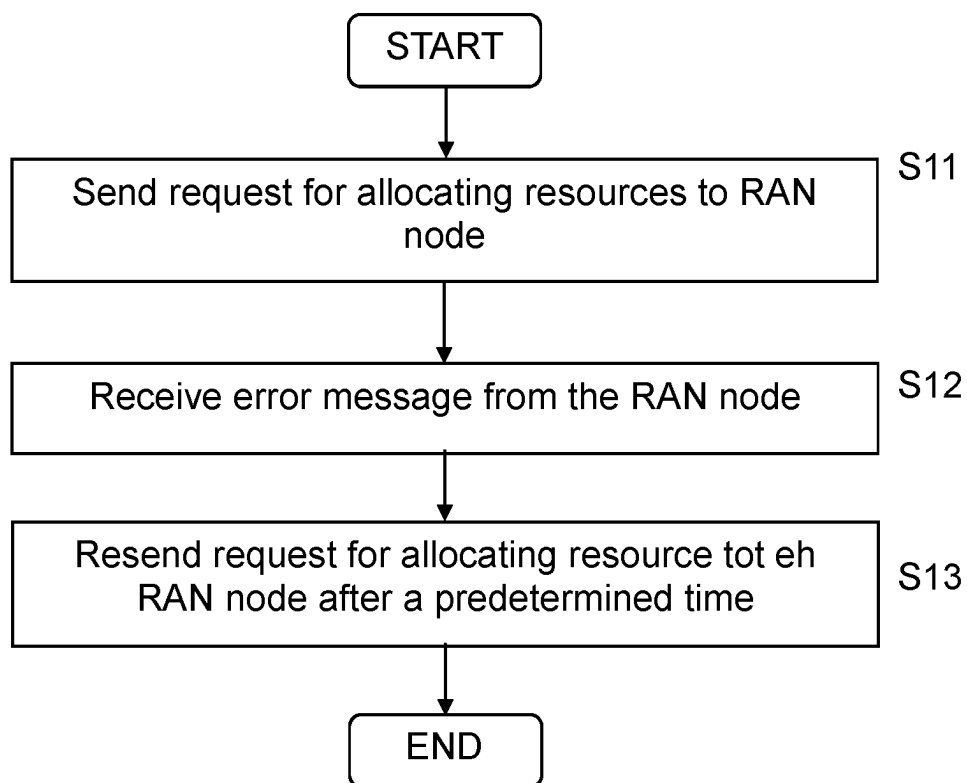 START
S11
Send request for allocating resources to RAN
node
S12
Receive error message from the RAN node
Resend request for allocating resource tot eh
RAN node after a predetermined time
S13
END